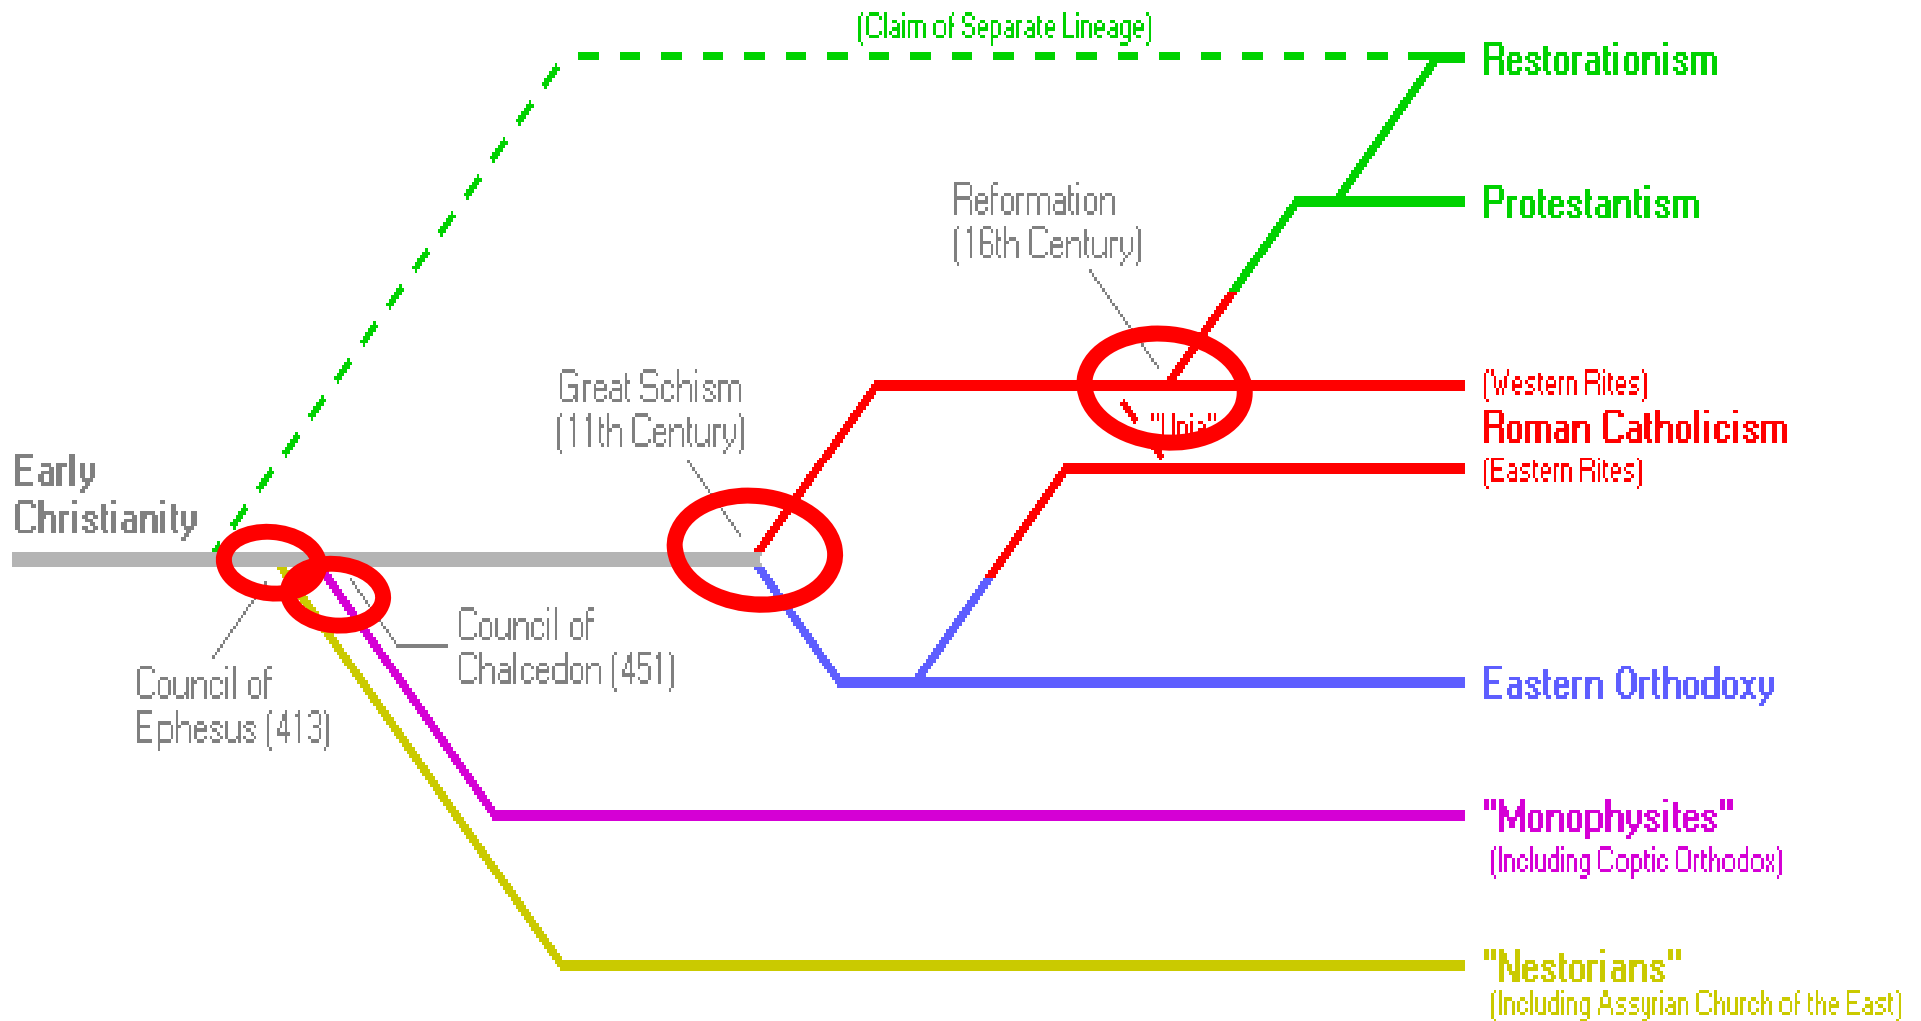 (Claim of Separate Lineage)
Restorationism
Reformation
(16th Century)
Protestantism
Great Schism
(11th Century)
(Western Rites)
"Unia"
Roman Catholicism
(Eastern Rites)
Early
Christianity
Council of
Chalcedon (451)
Council of
Ephesus (413)
Eastern Orthodoxy
"Monophysites"
(Including Coptic Orthodox)
"Nestorians"
(Including Assyrian Church of the East)